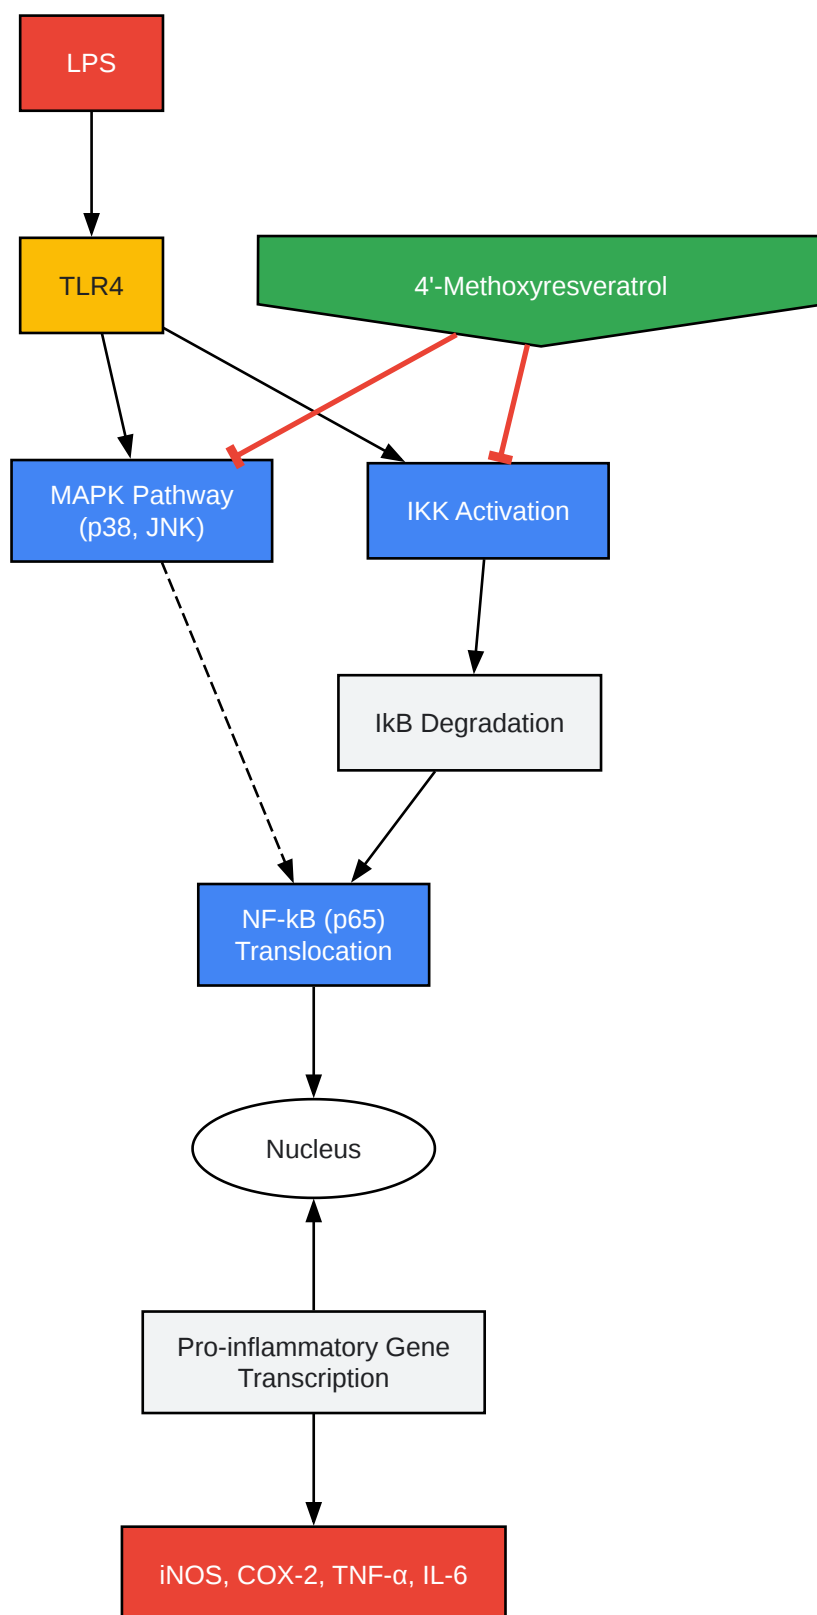 LPS
TLR4
4'-Methoxyresveratrol
MAPK Pathway
(p38, JNK)
IKK Activation
IkB Degradation
NF-kB (p65)
Translocation
Nucleus
Pro-inflammatory Gene
Transcription
iNOS, COX-2, TNF-α, IL-6